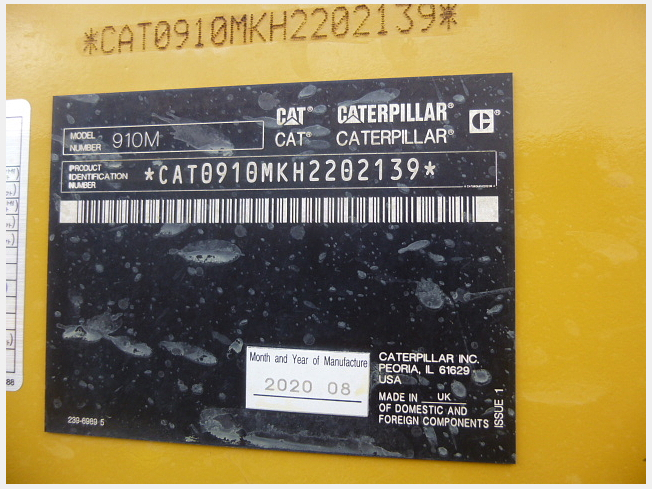 *CAT0910MKH2202139*
CAT® CATERPILLAR®
CAT® CATERPILLAR®
MODEL NUMBER 910M
PRODUCT IDENTIFICATION NUMBER *CAT0910MKH2202139*
Month and Year of Manufacture
2020 08
CATERPILLAR INC.
PEORIA, IL 61629
USA
MADE IN UK
OF DOMESTIC AND
FOREIGN COMPONENTS
ISSUE 1
239-6969 5